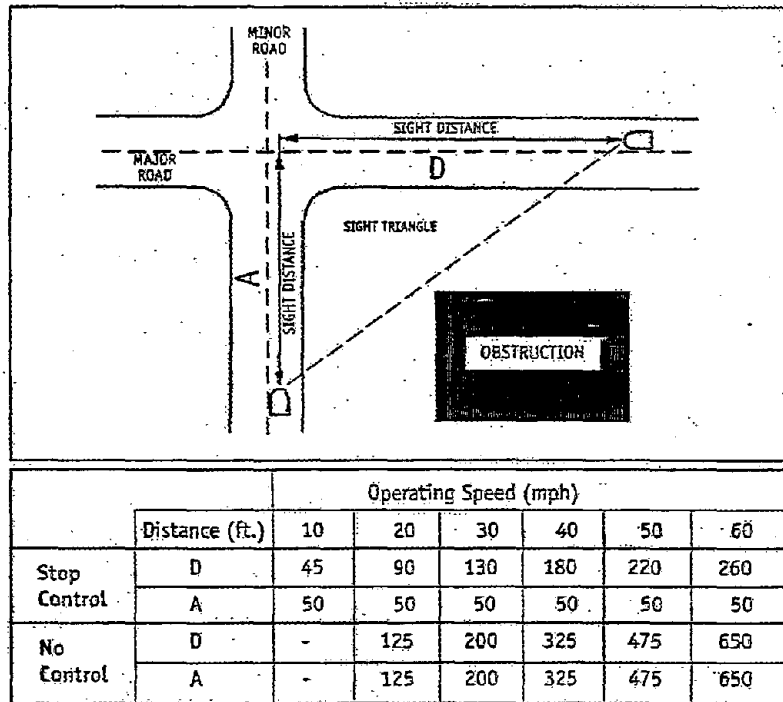 MINOR
ROAD
SIGHT DISTANCE
MAJOR
ROAD
D
SIGHT TRIANGLE
A
SIGHT DISTANCE
OBSTRUCTION
Operating Speed (mph)
Distance (ft.) 10 20 30 40 50 60
Stop Control D 45 90 130 180 220 260
A 50 50 50 50 50 50
No Control D - 125 200 325 475 650
A - 125 200 325 475 650